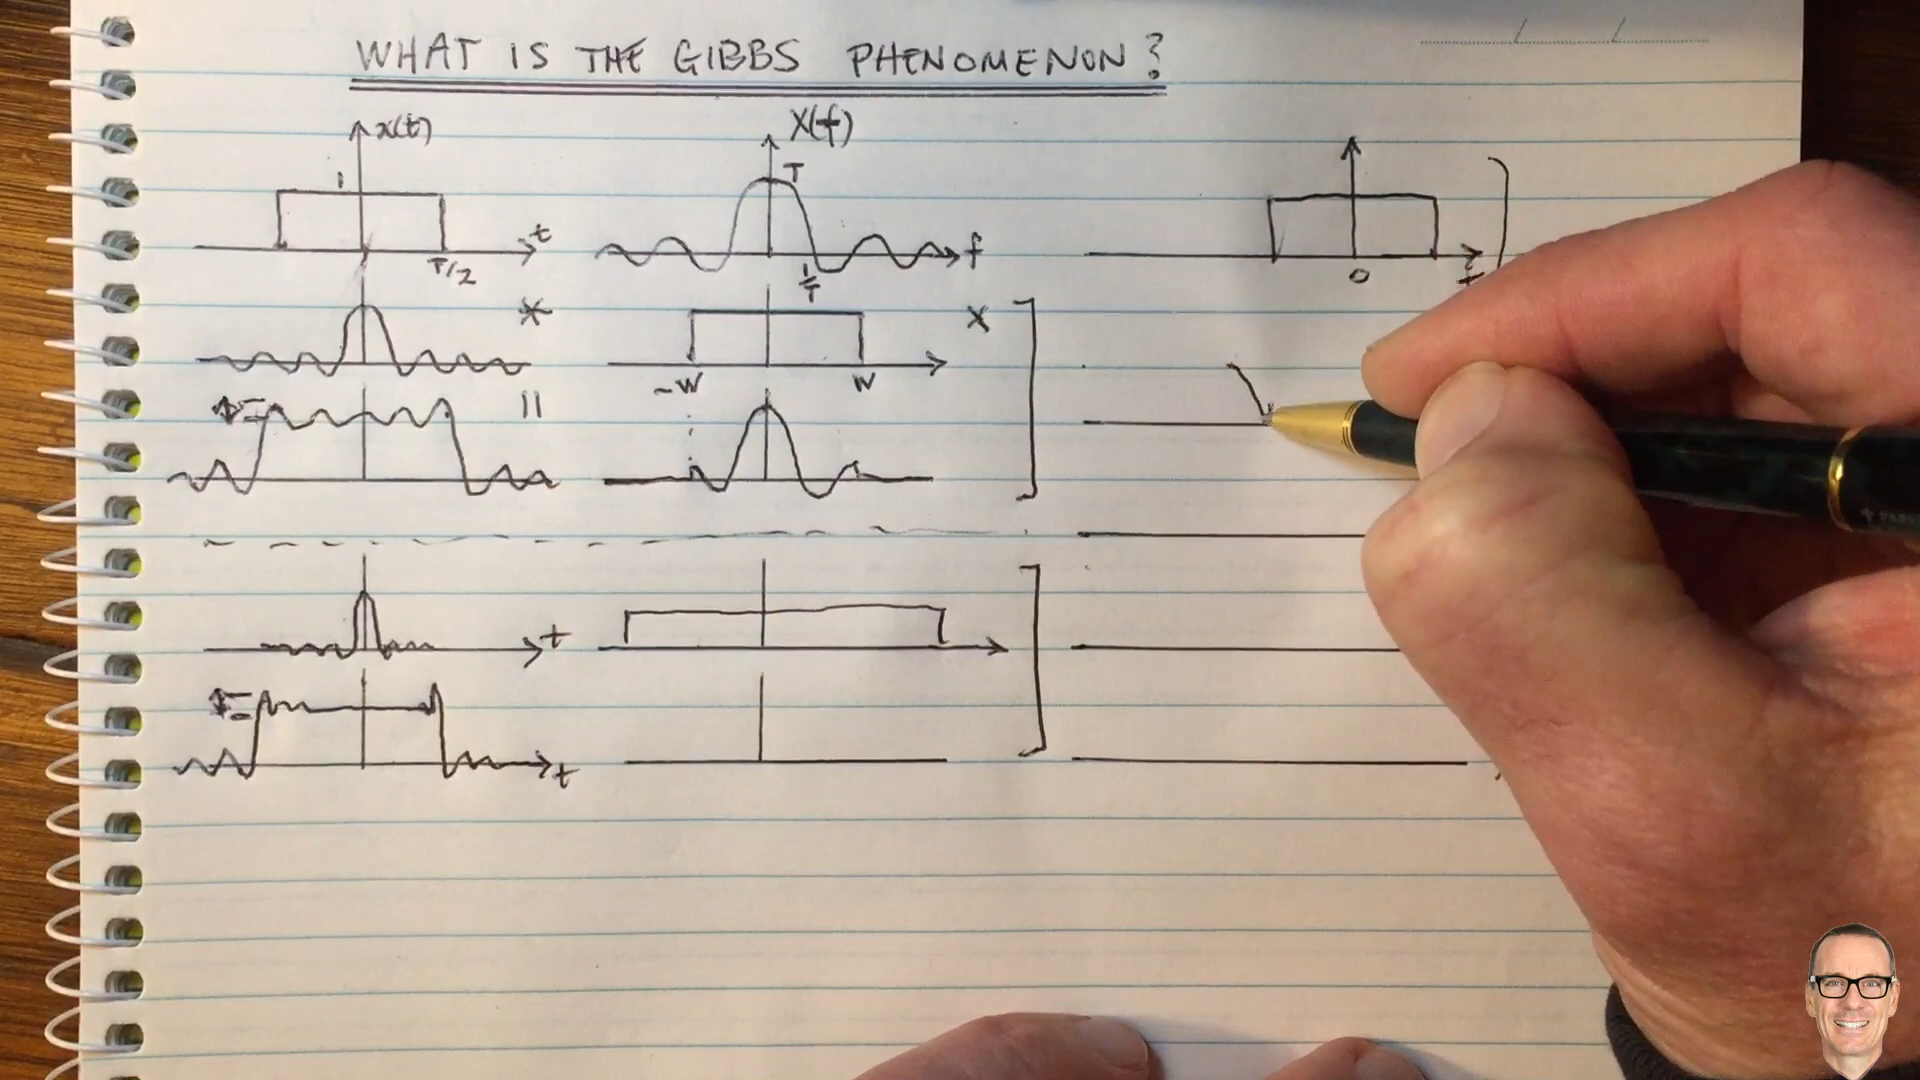 WHAT IS THE GIBBS PHENOMENON?
x(t)
X(f)
1
T
t
T/2
1/T
f
0
t
*
X
-W
W
||
t
t